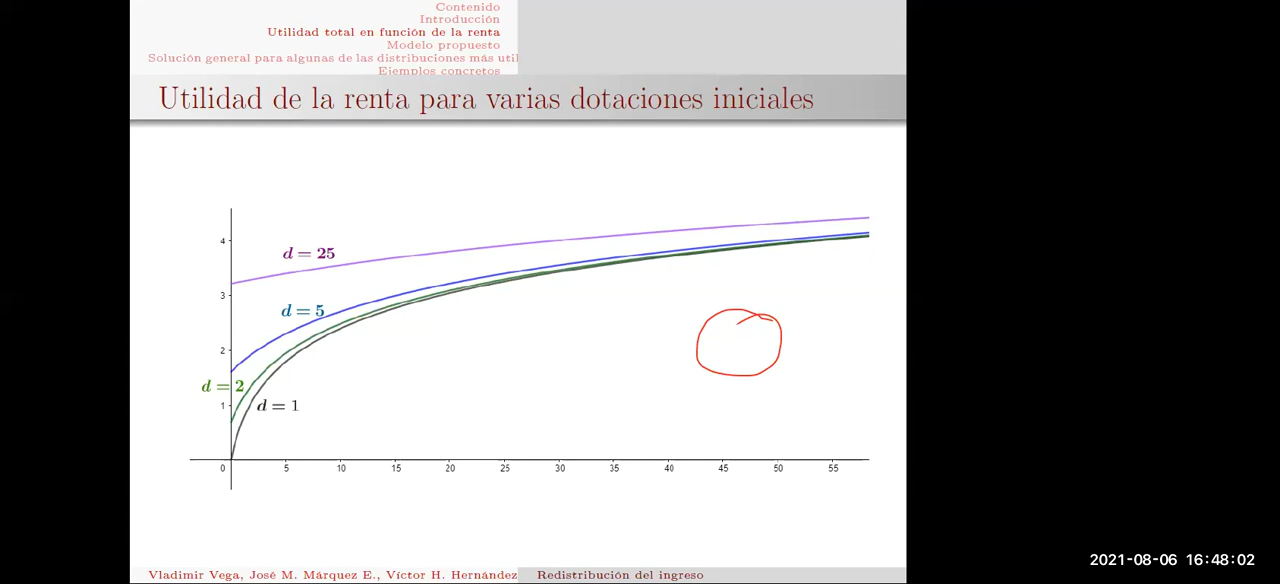 Contenido
Introducción
Utilidad total en función de la renta
Modelo propuesto
Solución general para algunas de las distribuciones más util
Ejemplos concretos
Utilidad de la renta para varias dotaciones iniciales
4
d = 25
3
d = 5
2
d = 2
1
d = 1
0 5 10 15 20 25 30 35 40 45 50 55
2021-08-06 16:48:02
Vladimir Vega, José M. Márquez E., Víctor H. Hernández
Redistribución del ingreso